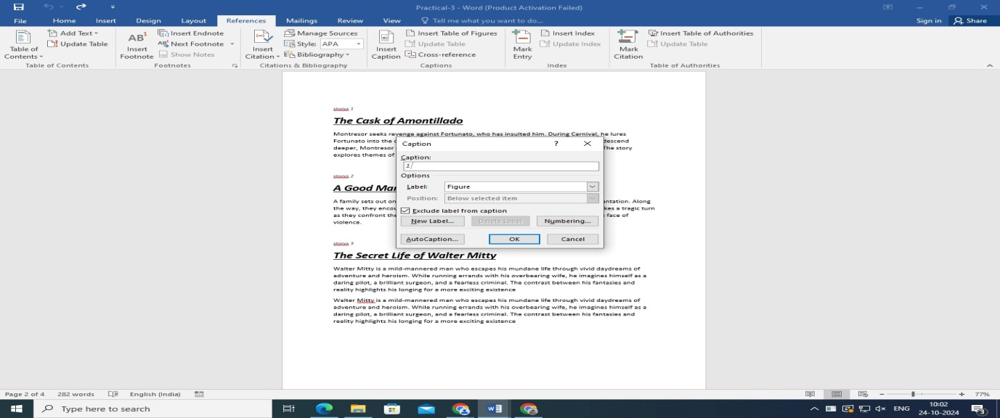 Practical-3 - Word (Product Activation Failed)
File Home Insert Design Layout References Mailings Review View Tell me what you want to do... Sign in Share
Table of Contents
Add Text
Update Table
Table of Contents
AB1 Insert Footnote
Insert Endnote
AB1 Next Footnote
Show Notes
Footnotes
Insert Citation
Manage Sources
Style: APA
Bibliography
Citations & Bibliography
Insert Caption
Insert Table of Figures
Update Table
Cross-reference
Captions
Mark Entry
Insert Index
Update Index
Index
Mark Citation
Insert Table of Authorities
Update Table
Table of Authorities
1
The Cask of Amontillado
Montresor seeks revenge against Fortunato, who has insulted him. During Carnival, he lures
Fortunato into the descend
deeper, Montresor The story
explores themes of
2
A Good
A family sets out on Along
the way, they a tragic turn
as they confront the face of
violence.
Caption
?
Caption:
1/
Options
Label: Figure
Position: Below selected item
Exclude label from caption
New Label... Delete Label Numbering...
AutoCaption... OK Cancel
3
The Secret Life of Walter Mitty
Walter Mitty is a mild-mannered man who escapes his mundane life through vivid daydreams of
adventure and heroism. While running errands with his overbearing wife, he imagines himself as a
daring pilot, a brilliant surgeon, and a fearless criminal. The contrast between his fantasies and
reality highlights his longing for a more exciting existence
Walter Mitty is a mild-mannered man who escapes his mundane life through vivid daydreams of
adventure and heroism. While running errands with his overbearing wife, he imagines himself as a
daring pilot, a brilliant surgeon, and a fearless criminal. The contrast between his fantasies and
reality highlights his longing for a more exciting existence
Page 2 of 4 282 words English (India) 77%
Type here to search ENG 10:02
24-10-2024 3